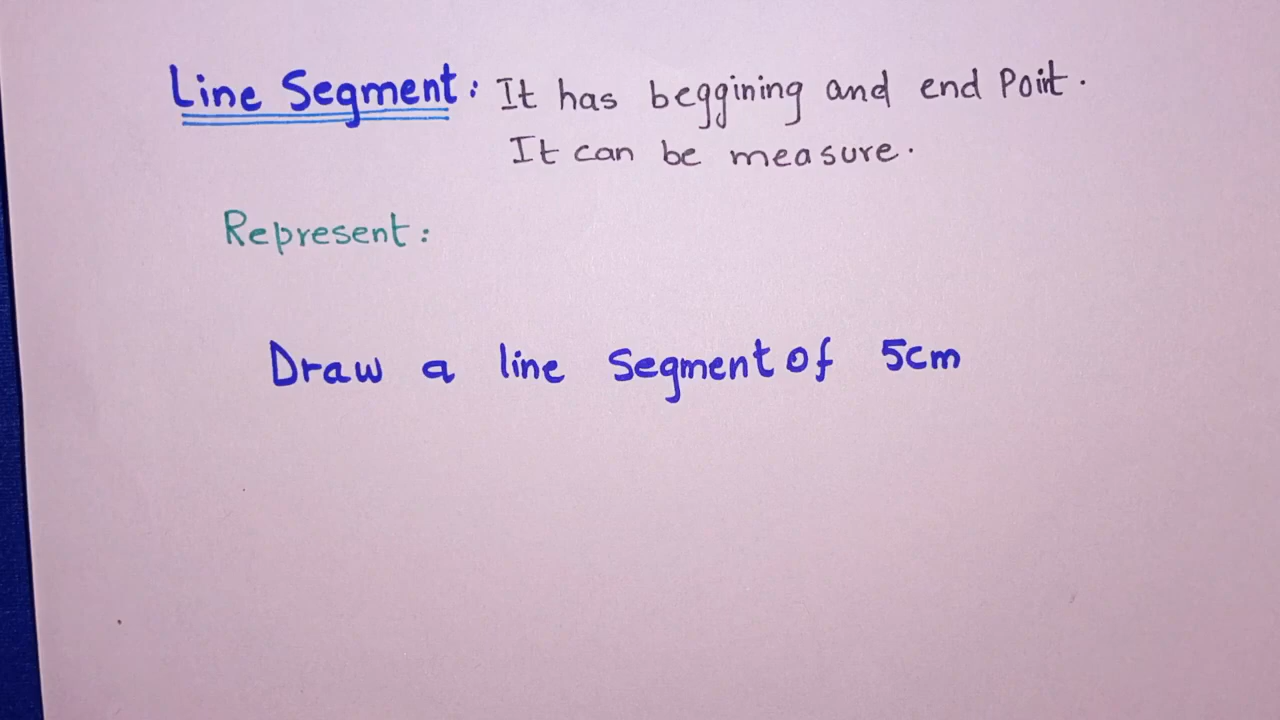 Line Segment: It has beggining and end Point.
It can be measure.
Represent:
Draw a line segment of 5cm